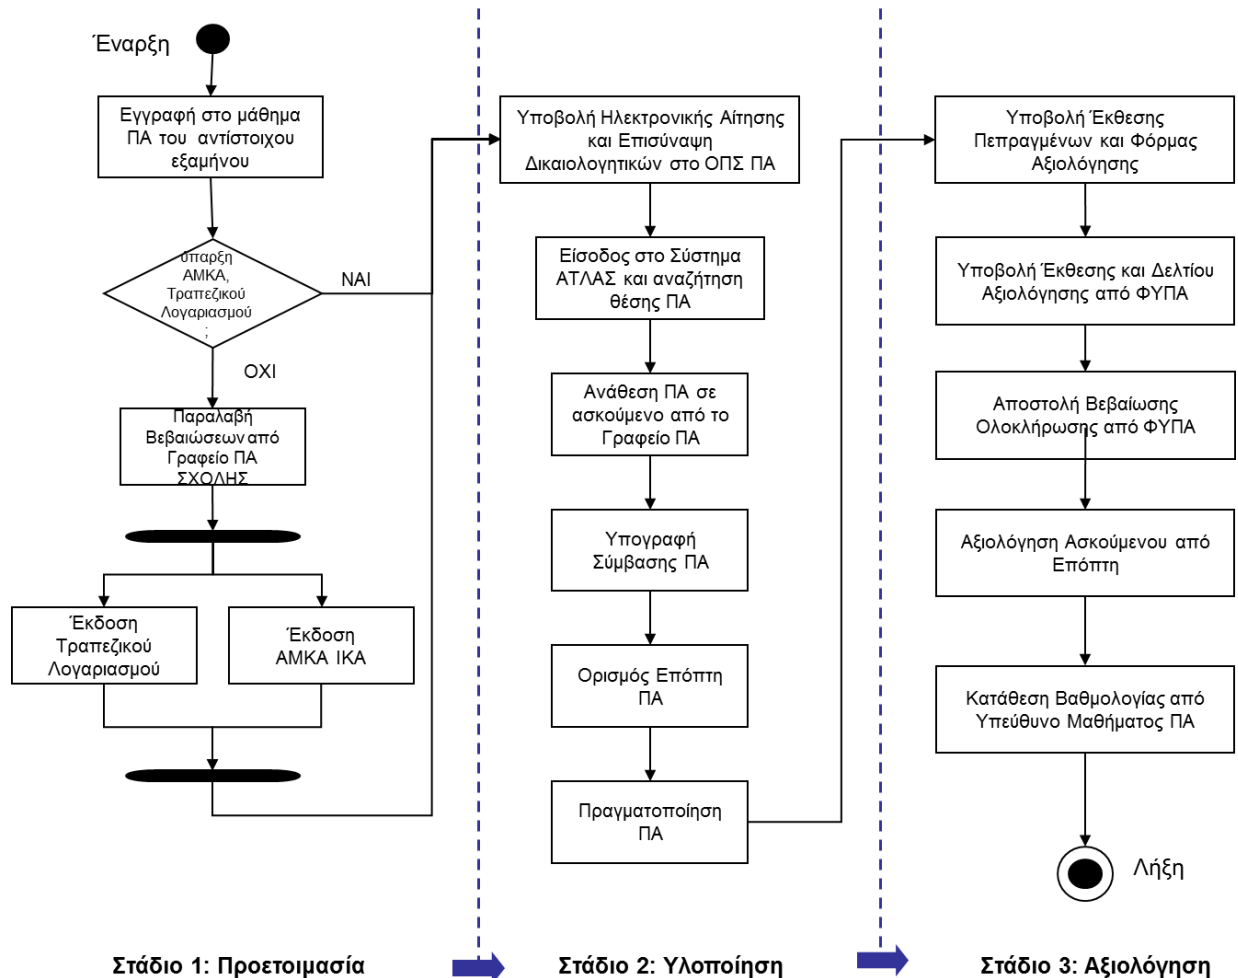 Έναρξη
Εγγραφή στο μάθημα
ΠΑ του αντίστοιχου
εξαμήνου
ύπαρξη
ΑΜΚΑ,
Τραπεζικού
Λογαριασμού
;
ΝΑΙ
ΟΧΙ
Παραλαβή
Βεβαιώσεων από
Γραφείο ΠΑ
ΣΧΟΛΗΣ
Έκδοση
Τραπεζικού
Λογαριασμού
Έκδοση
ΑΜΚΑ ΙΚΑ
Υποβολή Ηλεκτρονικής Αίτησης
και Επισύναψη
Δικαιολογητικών στο ΟΠΣ ΠΑ
Είσοδος στο Σύστημα
ΑΤΛΑΣ και αναζήτηση
θέσης ΠΑ
Ανάθεση ΠΑ σε
ασκούμενο από το
Γραφείο ΠΑ
Υπογραφή
Σύμβασης ΠΑ
Ορισμός Επόπτη
ΠΑ
Πραγματοποίηση
ΠΑ
Υποβολή Έκθεσης
Πεπραγμένων και Φόρμας
Αξιολόγησης
Υποβολή Έκθεσης και Δελτίου
Αξιολόγησης από ΦΥΠΑ
Αποστολή Βεβαίωσης
Ολοκλήρωσης από ΦΥΠΑ
Αξιολόγηση Ασκούμενου από
Επόπτη
Κατάθεση Βαθμολογίας από
Υπεύθυνο Μαθήματος ΠΑ
Λήξη
Στάδιο 1: Προετοιμασία
Στάδιο 2: Υλοποίηση
Στάδιο 3: Αξιολόγηση